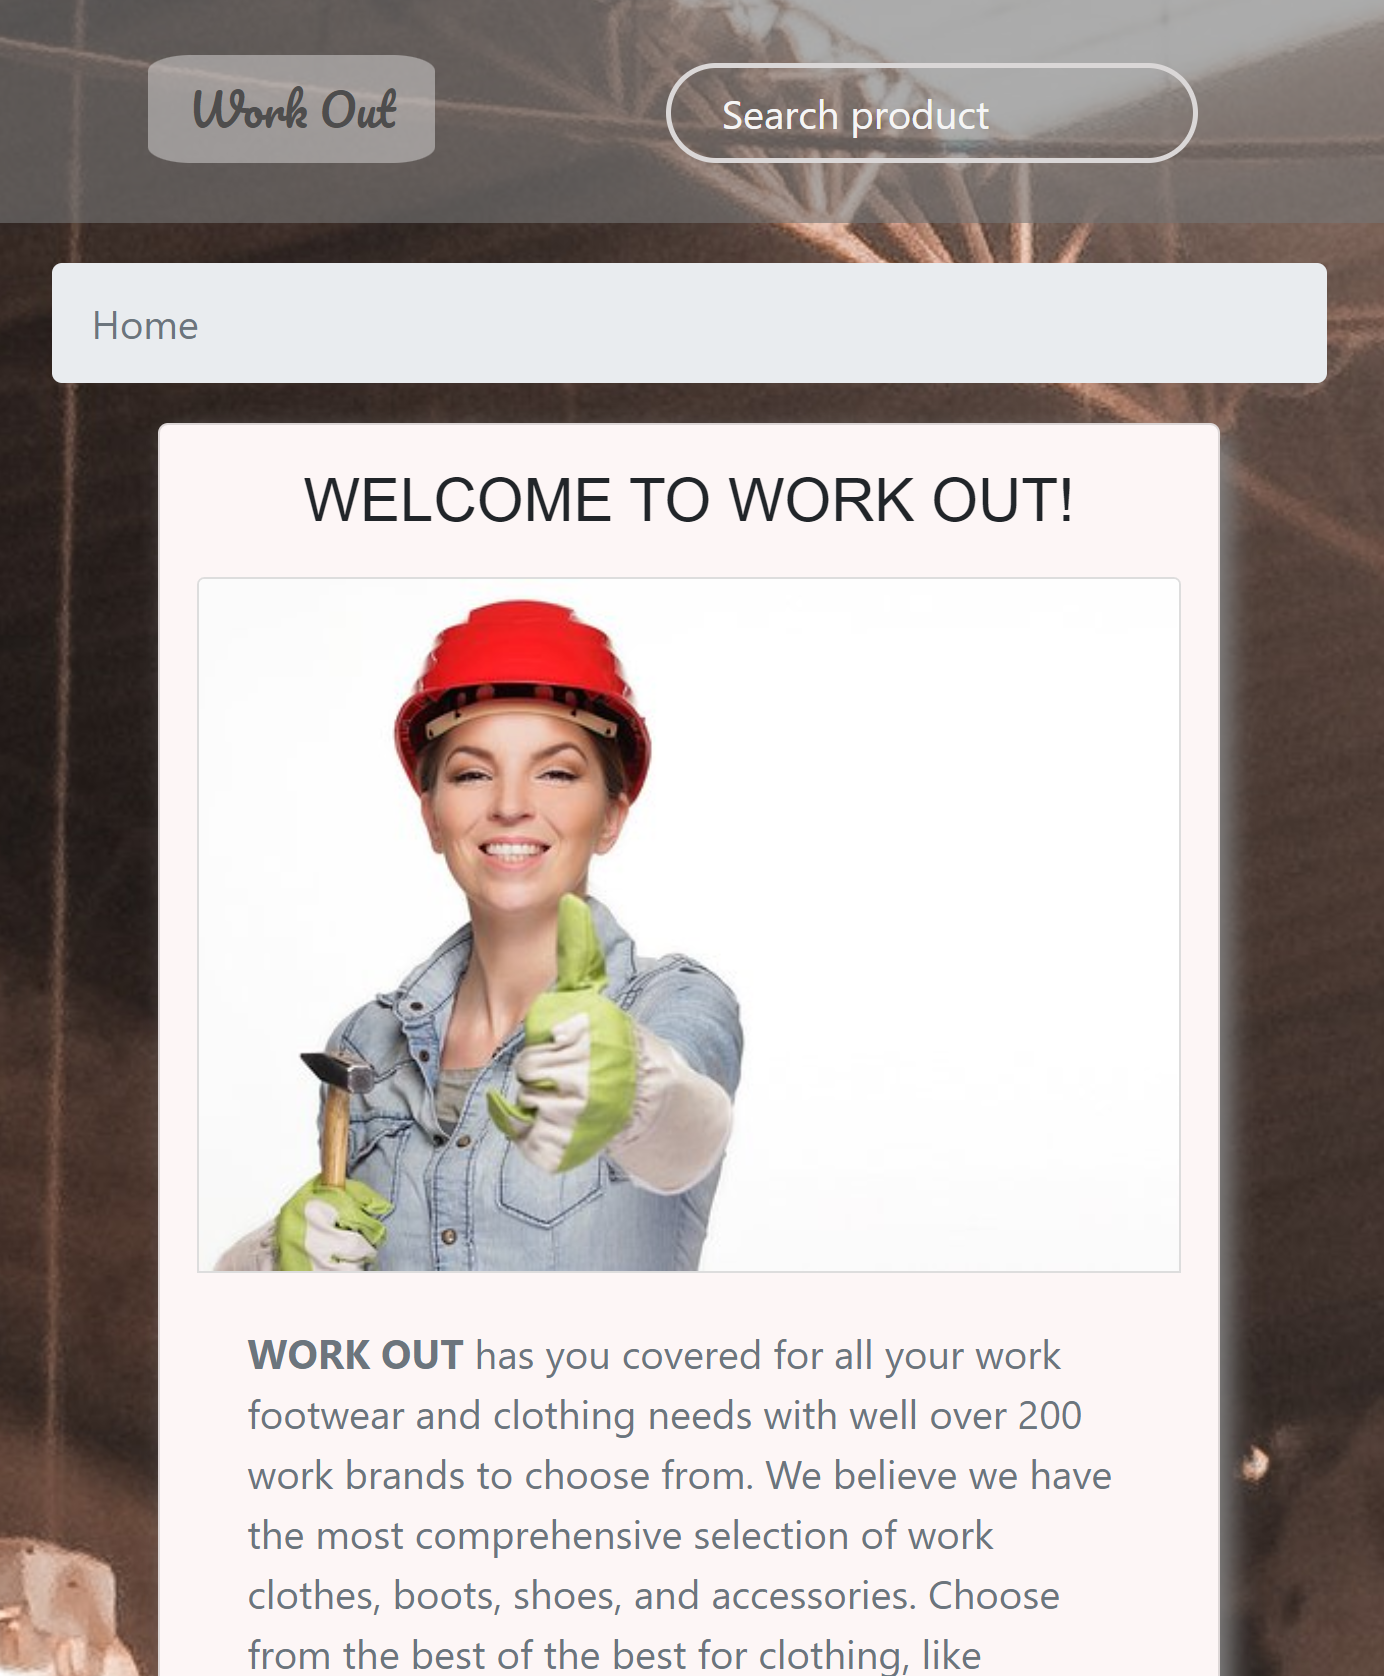 Work Out
Search product
Home
WELCOME TO WORK OUT!
WORK OUT has you covered for all your work
footwear and clothing needs with well over 200
work brands to choose from. We believe we have
the most comprehensive selection of work
clothes, boots, shoes, and accessories. Choose
from the best of the best for clothing, like